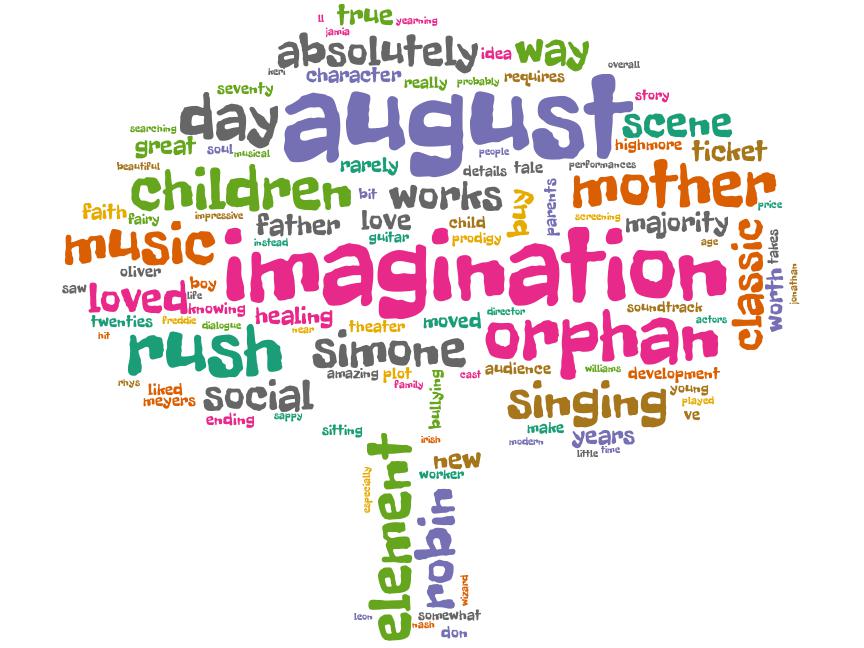 ll true yearning
jamia
absolutely idea way
keri character really probably requires overall
seventy
day august story
searching great soul musical people scene
highmore ticket
beautiful rarely details tale performances
children bit works buy parents mother price
faith fairy impressive father love child screening majority
instead guitar prodigy age
music imagination classic takes
oliver
saw loved boy life worth jonathan
knowing healing soundtrack
twenties freddie dialogue near theater moved director orphan actors
hit rush simone
amazing plot cast audience williams development
rhys liked family young
meyers social bullying singing played
ve
ending sappy
sitting irish make years
modern little time
element new
especially worker
robin
wizard
leon somewhat
nash don